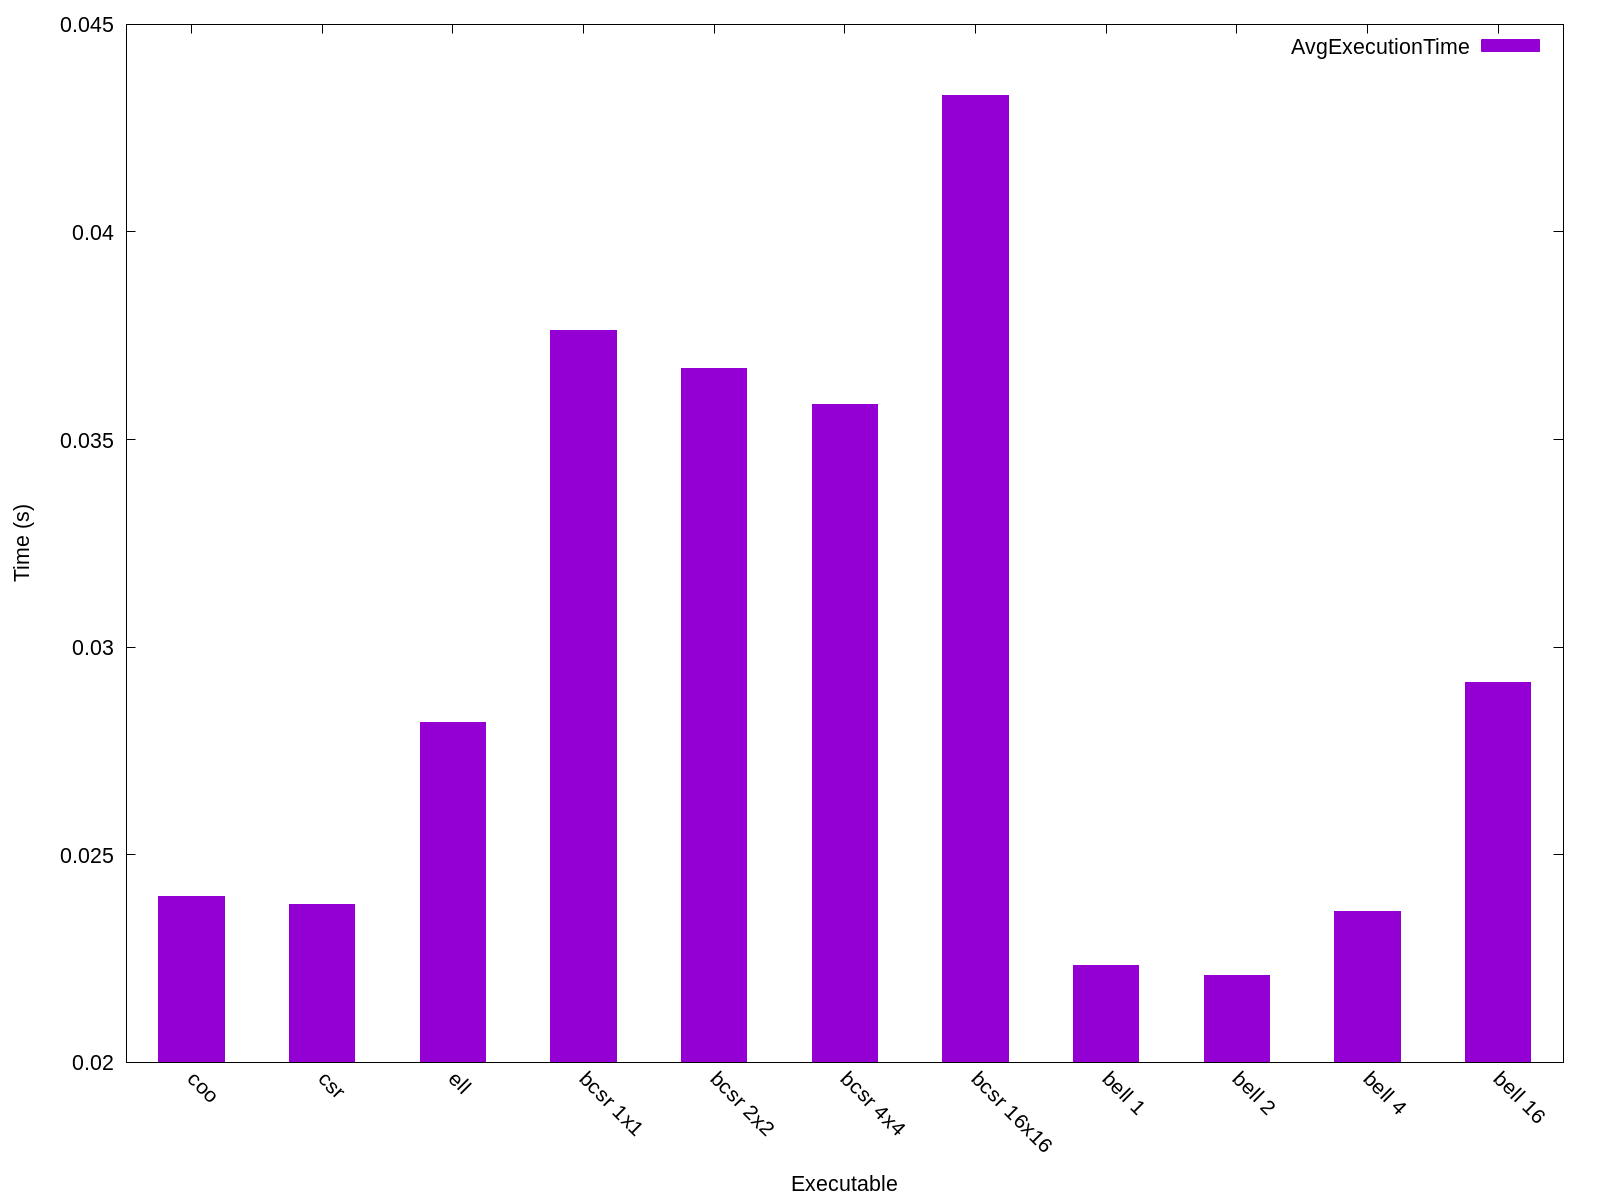 AvgExecutionTime
0.045
0.04
0.035
0.03
0.025
0.02
Time (s)
coo
csr
ell
bcsr 1x1
bcsr 2x2
bcsr 4x4
bcsr 16x16
bell 1
bell 2
bell 4
bell 16
Executable